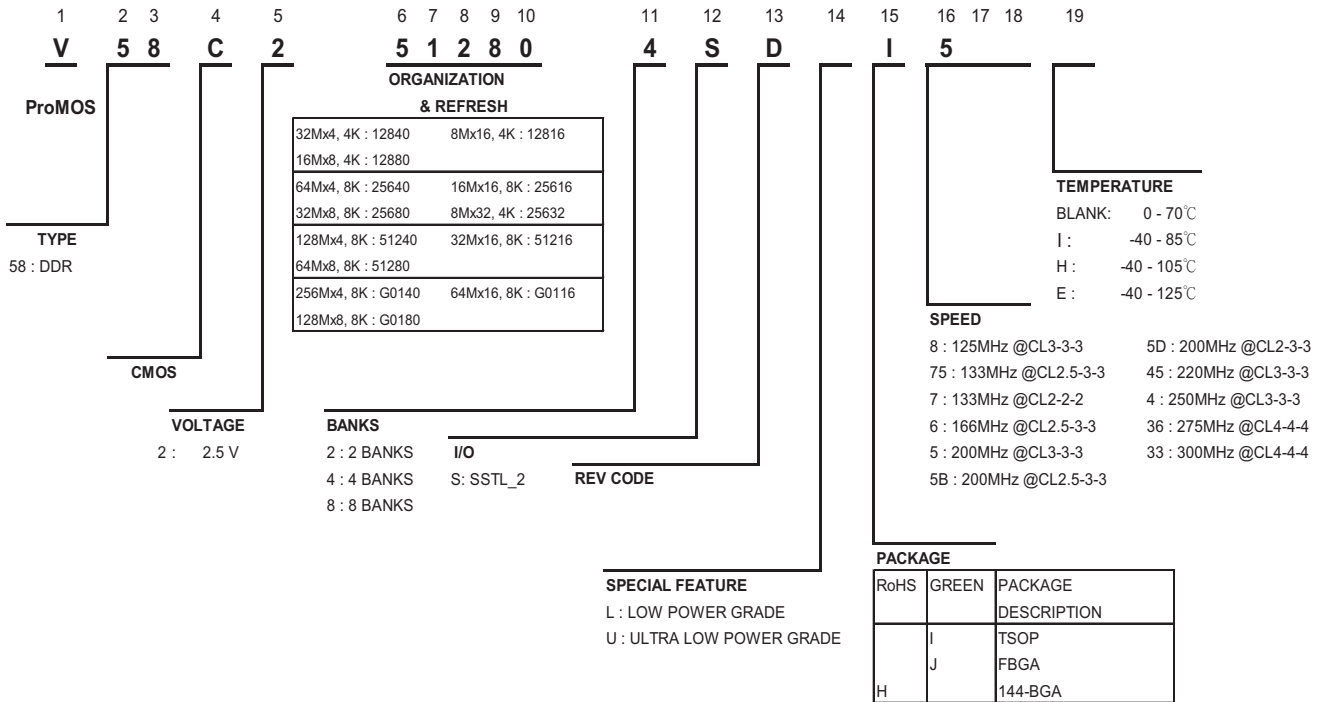 1 2 3 4 5 6 7 8 9 10 11 12 13 14 15 16 17 18 19
V 5 8 C 2 5 1 2 8 0 4 S D I 5
ORGANIZATION
& REFRESH
ProMOS
32Mx4, 4K : 12840 8Mx16, 4K : 12816
16Mx8, 4K : 12880
64Mx4, 8K : 25640 16Mx16, 8K : 25616
32Mx8, 8K : 25680 8Mx32, 4K : 25632
128Mx4, 8K : 51240 32Mx16, 8K : 51216
64Mx8, 8K : 51280
256Mx4, 8K : G0140 64Mx16, 8K : G0116
128Mx8, 8K : G0180
TYPE
58 : DDR
CMOS
VOLTAGE
2 : 2.5 V
BANKS
2 : 2 BANKS
4 : 4 BANKS
8 : 8 BANKS
I/O
S: SSTL_2
REV CODE
TEMPERATURE
BLANK: 0 - 70℃
I : -40 - 85℃
H : -40 - 105℃
E : -40 - 125℃
SPEED
8 : 125MHz @CL3-3-3 5D : 200MHz @CL2-3-3
75 : 133MHz @CL2.5-3-3 45 : 220MHz @CL3-3-3
7 : 133MHz @CL2-2-2 4 : 250MHz @CL3-3-3
6 : 166MHz @CL2.5-3-3 36 : 275MHz @CL4-4-4
5 : 200MHz @CL3-3-3 33 : 300MHz @CL4-4-4
5B : 200MHz @CL2.5-3-3
SPECIAL FEATURE
L : LOW POWER GRADE
U : ULTRA LOW POWER GRADE
PACKAGE
RoHS GREEN PACKAGE
DESCRIPTION
I TSOP
J FBGA
H 144-BGA